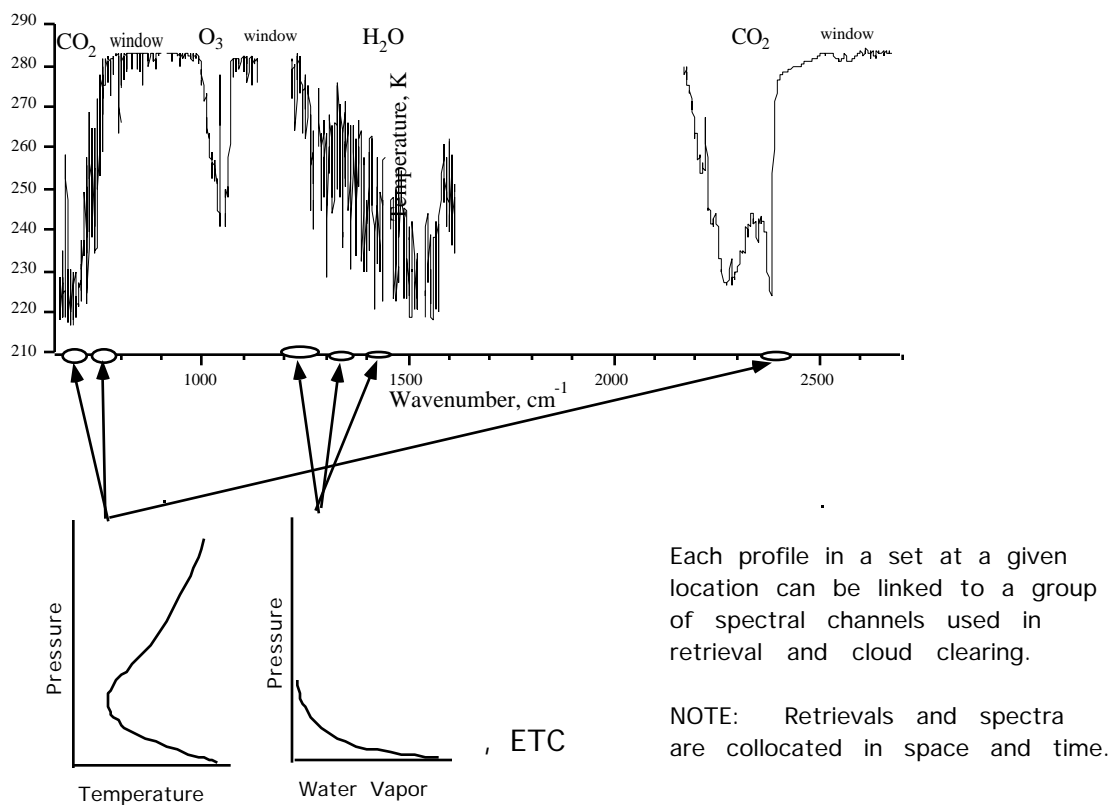 290
280
270
260
250
240
230
220
210
CO2
window
O3
window
H2O
CO2
window
Temperature, K
1000
1500
2000
2500
Wavenumber, cm-1
Pressure
Temperature
Pressure
Water Vapor
, ETC
Each profile in a set at a given
location can be linked to a group
of spectral channels used in
retrieval and cloud clearing.
NOTE: Retrievals and spectra
are collocated in space and time.